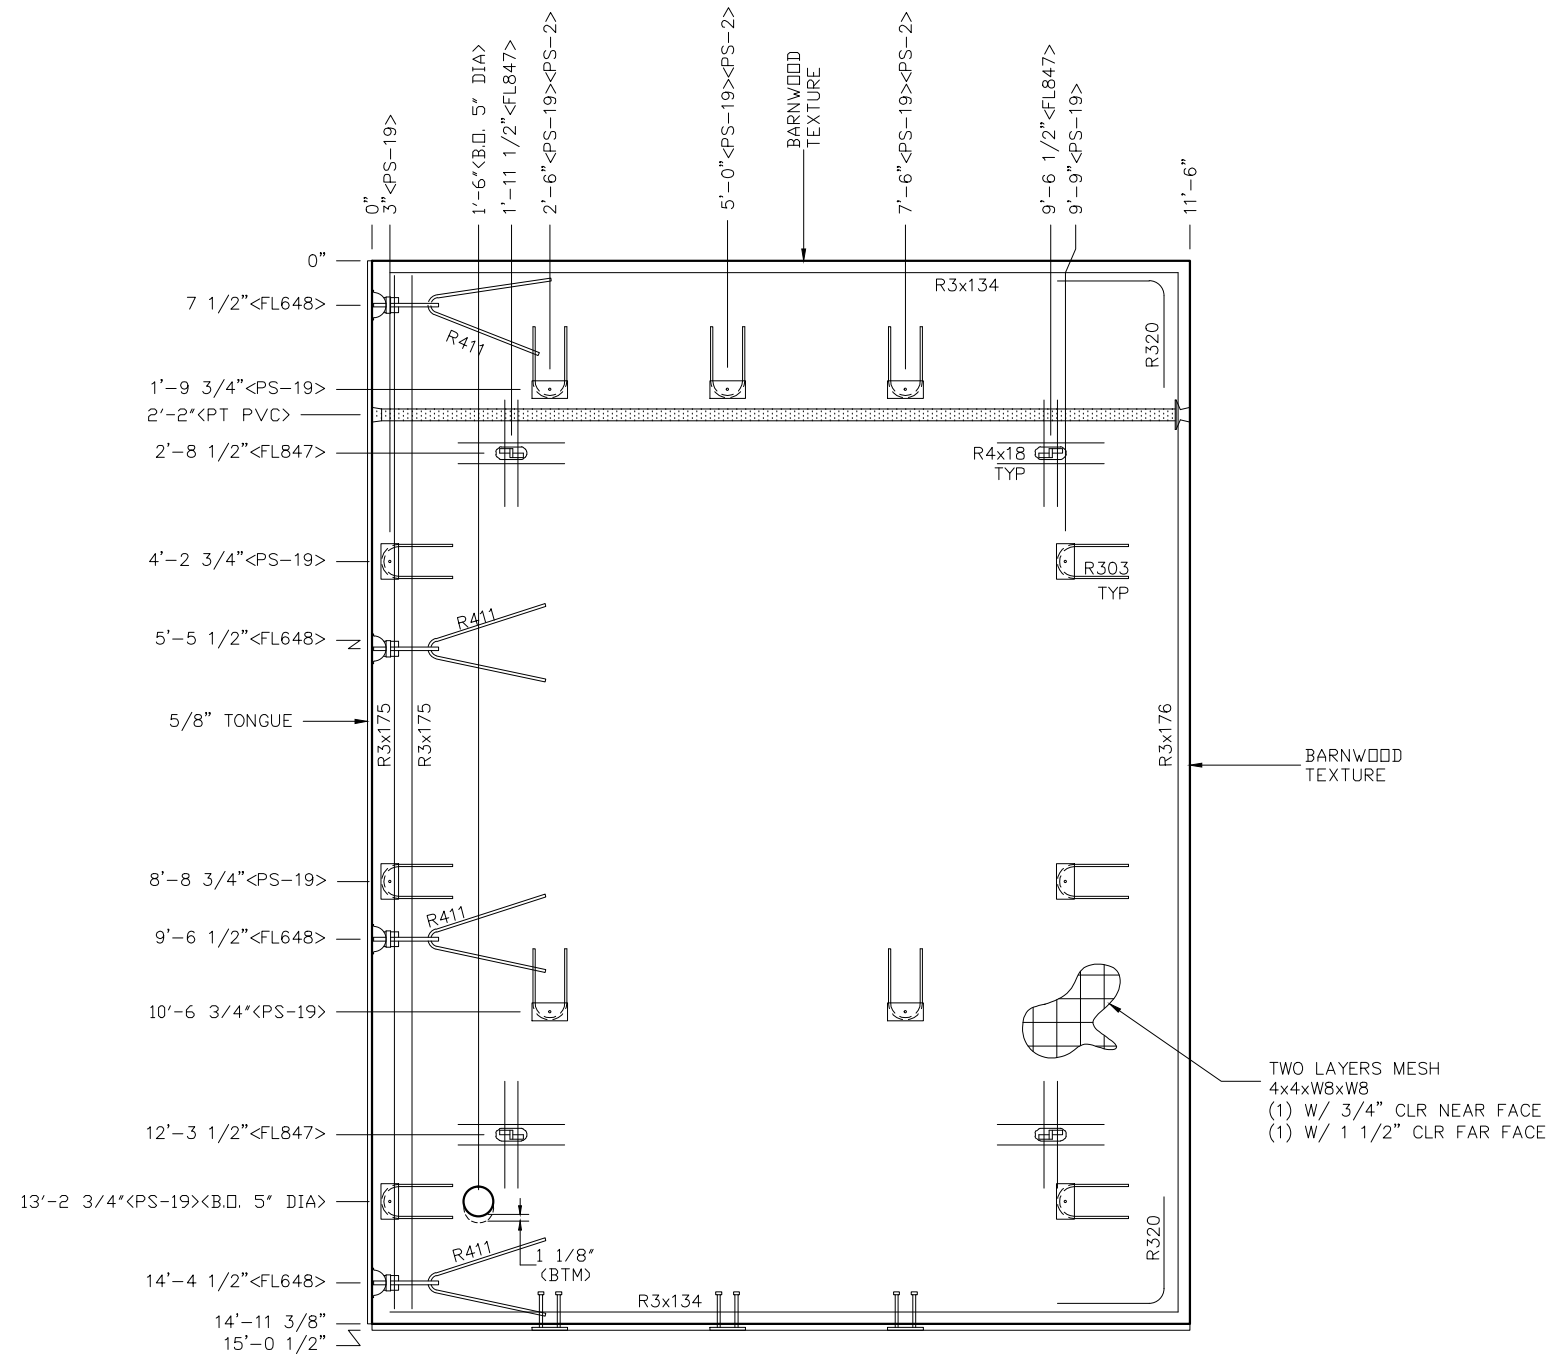 0"
3"<PS-19>
1'-6"<B.O. 5" DIA>
1'-11 1/2"<FL847>
2'-6"<PS-19><PS-2>
5'-0"<PS-19><PS-2>
BARNWOOD
TEXTURE
7'-6"<PS-19><PS-2>
9'-6 1/2"<FL847>
9'-9"<PS-19>
11'-6"
0"
7 1/2"<FL648>
1'-9 3/4"<PS-19>
2'-2"<PT PVC>
2'-8 1/2"<FL847>
4'-2 3/4"<PS-19>
5'-5 1/2"<FL648>
5/8" TONGUE
8'-8 3/4"<PS-19>
9'-6 1/2"<FL648>
10'-6 3/4"<PS-19>
12'-3 1/2"<FL847>
13'-2 3/4"<PS-19><B.O. 5" DIA>
14'-4 1/2"<FL648>
14'-11 3/8"
15'-0 1/2"
R3x134
R320
R411
R4x18
TYP
R303
TYP
R411
R3x175
R3x175
R3x176
BARNWOOD
TEXTURE
R411
TWO LAYERS MESH
4x4xW8xW8
(1) W/ 3/4" CLR NEAR FACE
(1) W/ 1 1/2" CLR FAR FACE
R411
1 1/8"
(BTM)
R320
R3x134